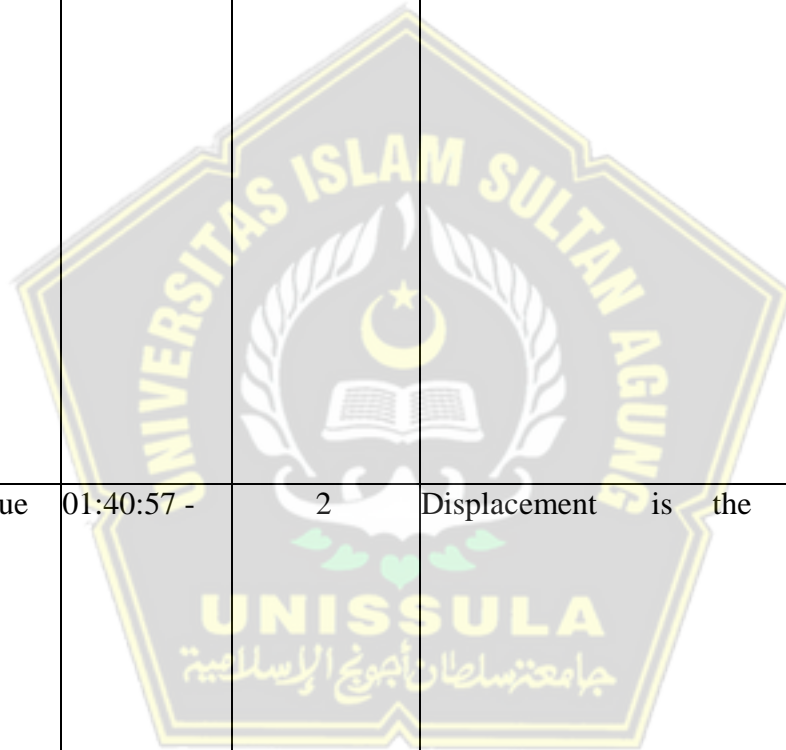 UNIVERSITAS ISLAM SULTAN AGUNG
ue 01:40:57 - 2 Displacement is the
UNISSULA
جامعة سلطان أجونج الإسلامية